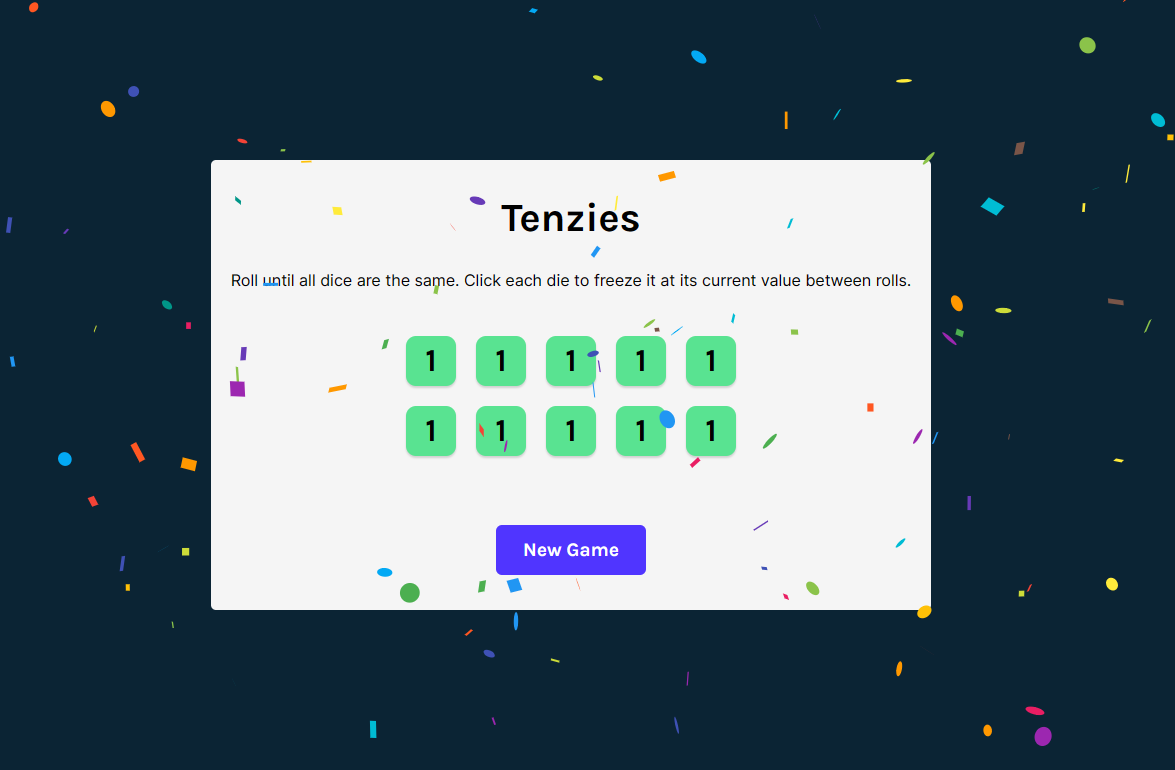 Tenzies
Roll until all dice are the same. Click each die to freeze it at its current value between rolls.
1 1 1 1 1
1 1 1 1 1
New Game